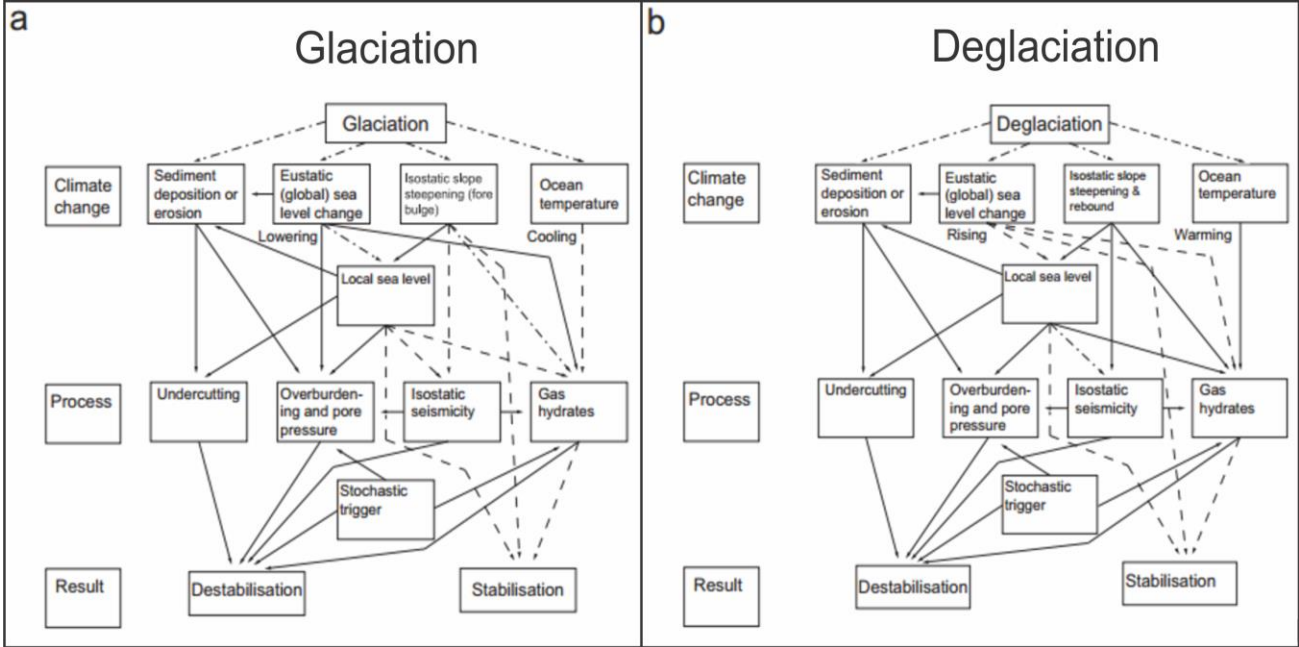 a
Glaciation
Glaciation
Climate
change
Sediment
deposition or
erosion
Eustatic
(global) sea
level change
Isostatic slope
steepening (fore
bulge)
Ocean
temperature
Lowering
Cooling
Local sea level
Process
Undercutting
Overburden-
ing and pore
pressure
Isostatic
seismicity
Gas
hydrates
Stochastic
trigger
Result
Destabilisation
Stabilisation
b
Deglaciation
Deglaciation
Climate
change
Sediment
deposition or
erosion
Eustatic
(global) sea
level change
Isostatic slope
steepening &
rebound
Ocean
temperature
Rising
Warming
Local sea level
Process
Undercutting
Overburden-
ing and pore
pressure
Isostatic
seismicity
Gas
hydrates
Stochastic
trigger
Result
Destabilisation
Stabilisation